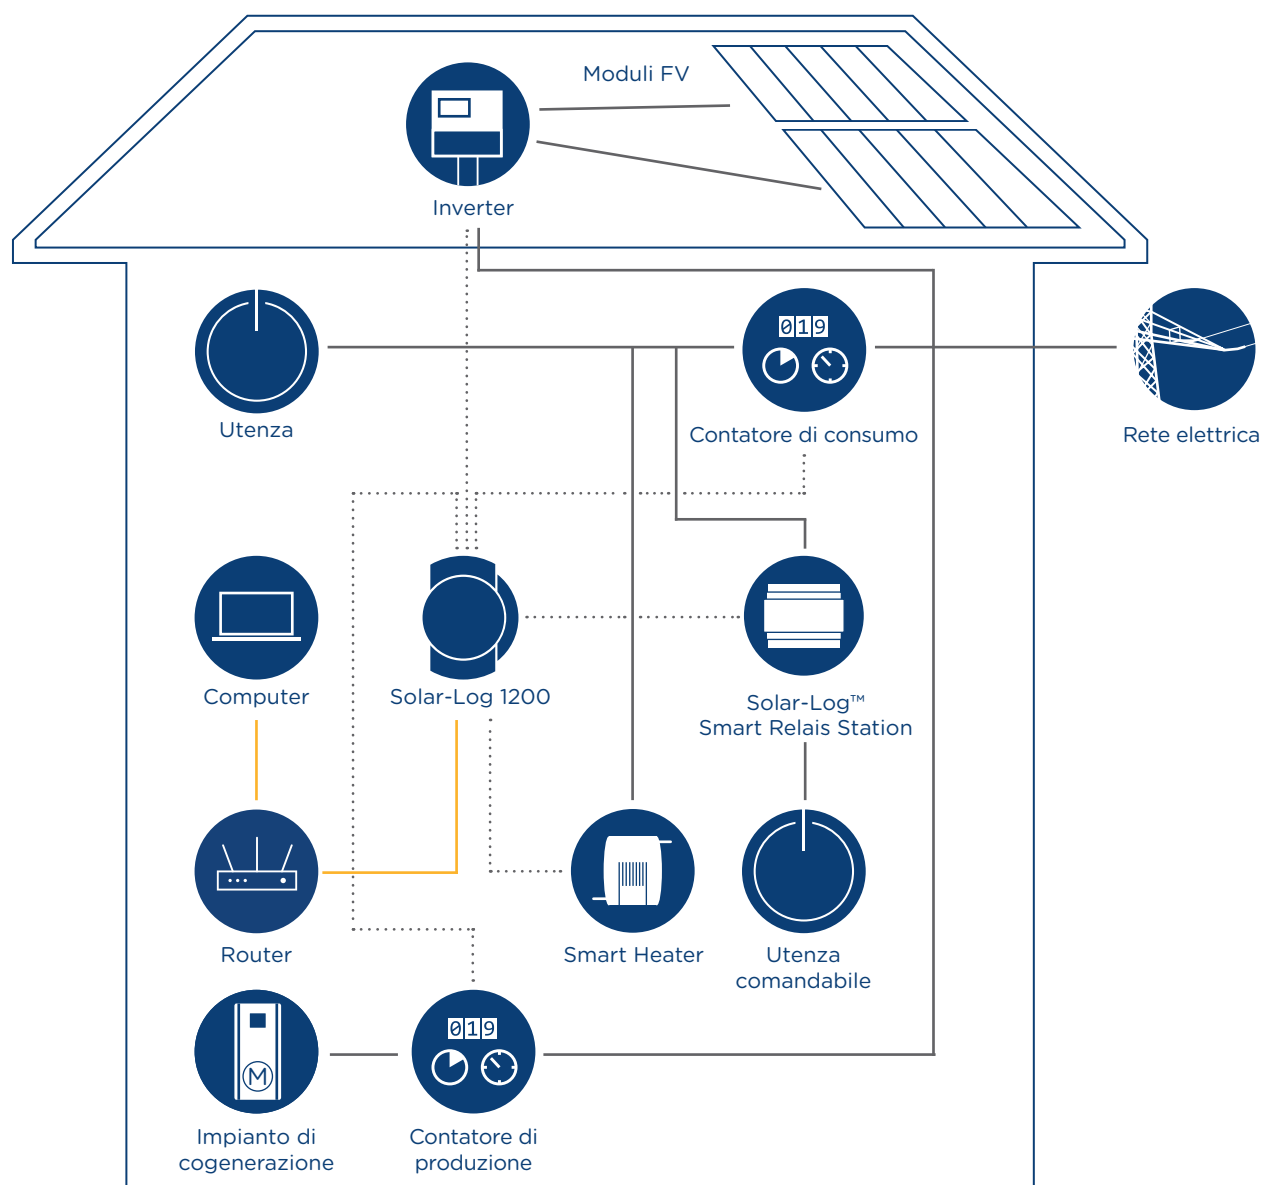 Moduli FV
Inverter
019
Utenza
Contatore di consumo
Rete elettrica
Computer
Solar-Log 1200
Solar-Log™
Smart Relais Station
Router
Smart Heater
Utenza
comandabile
019
M
Impianto di
cogenerazione
Contatore di
produzione